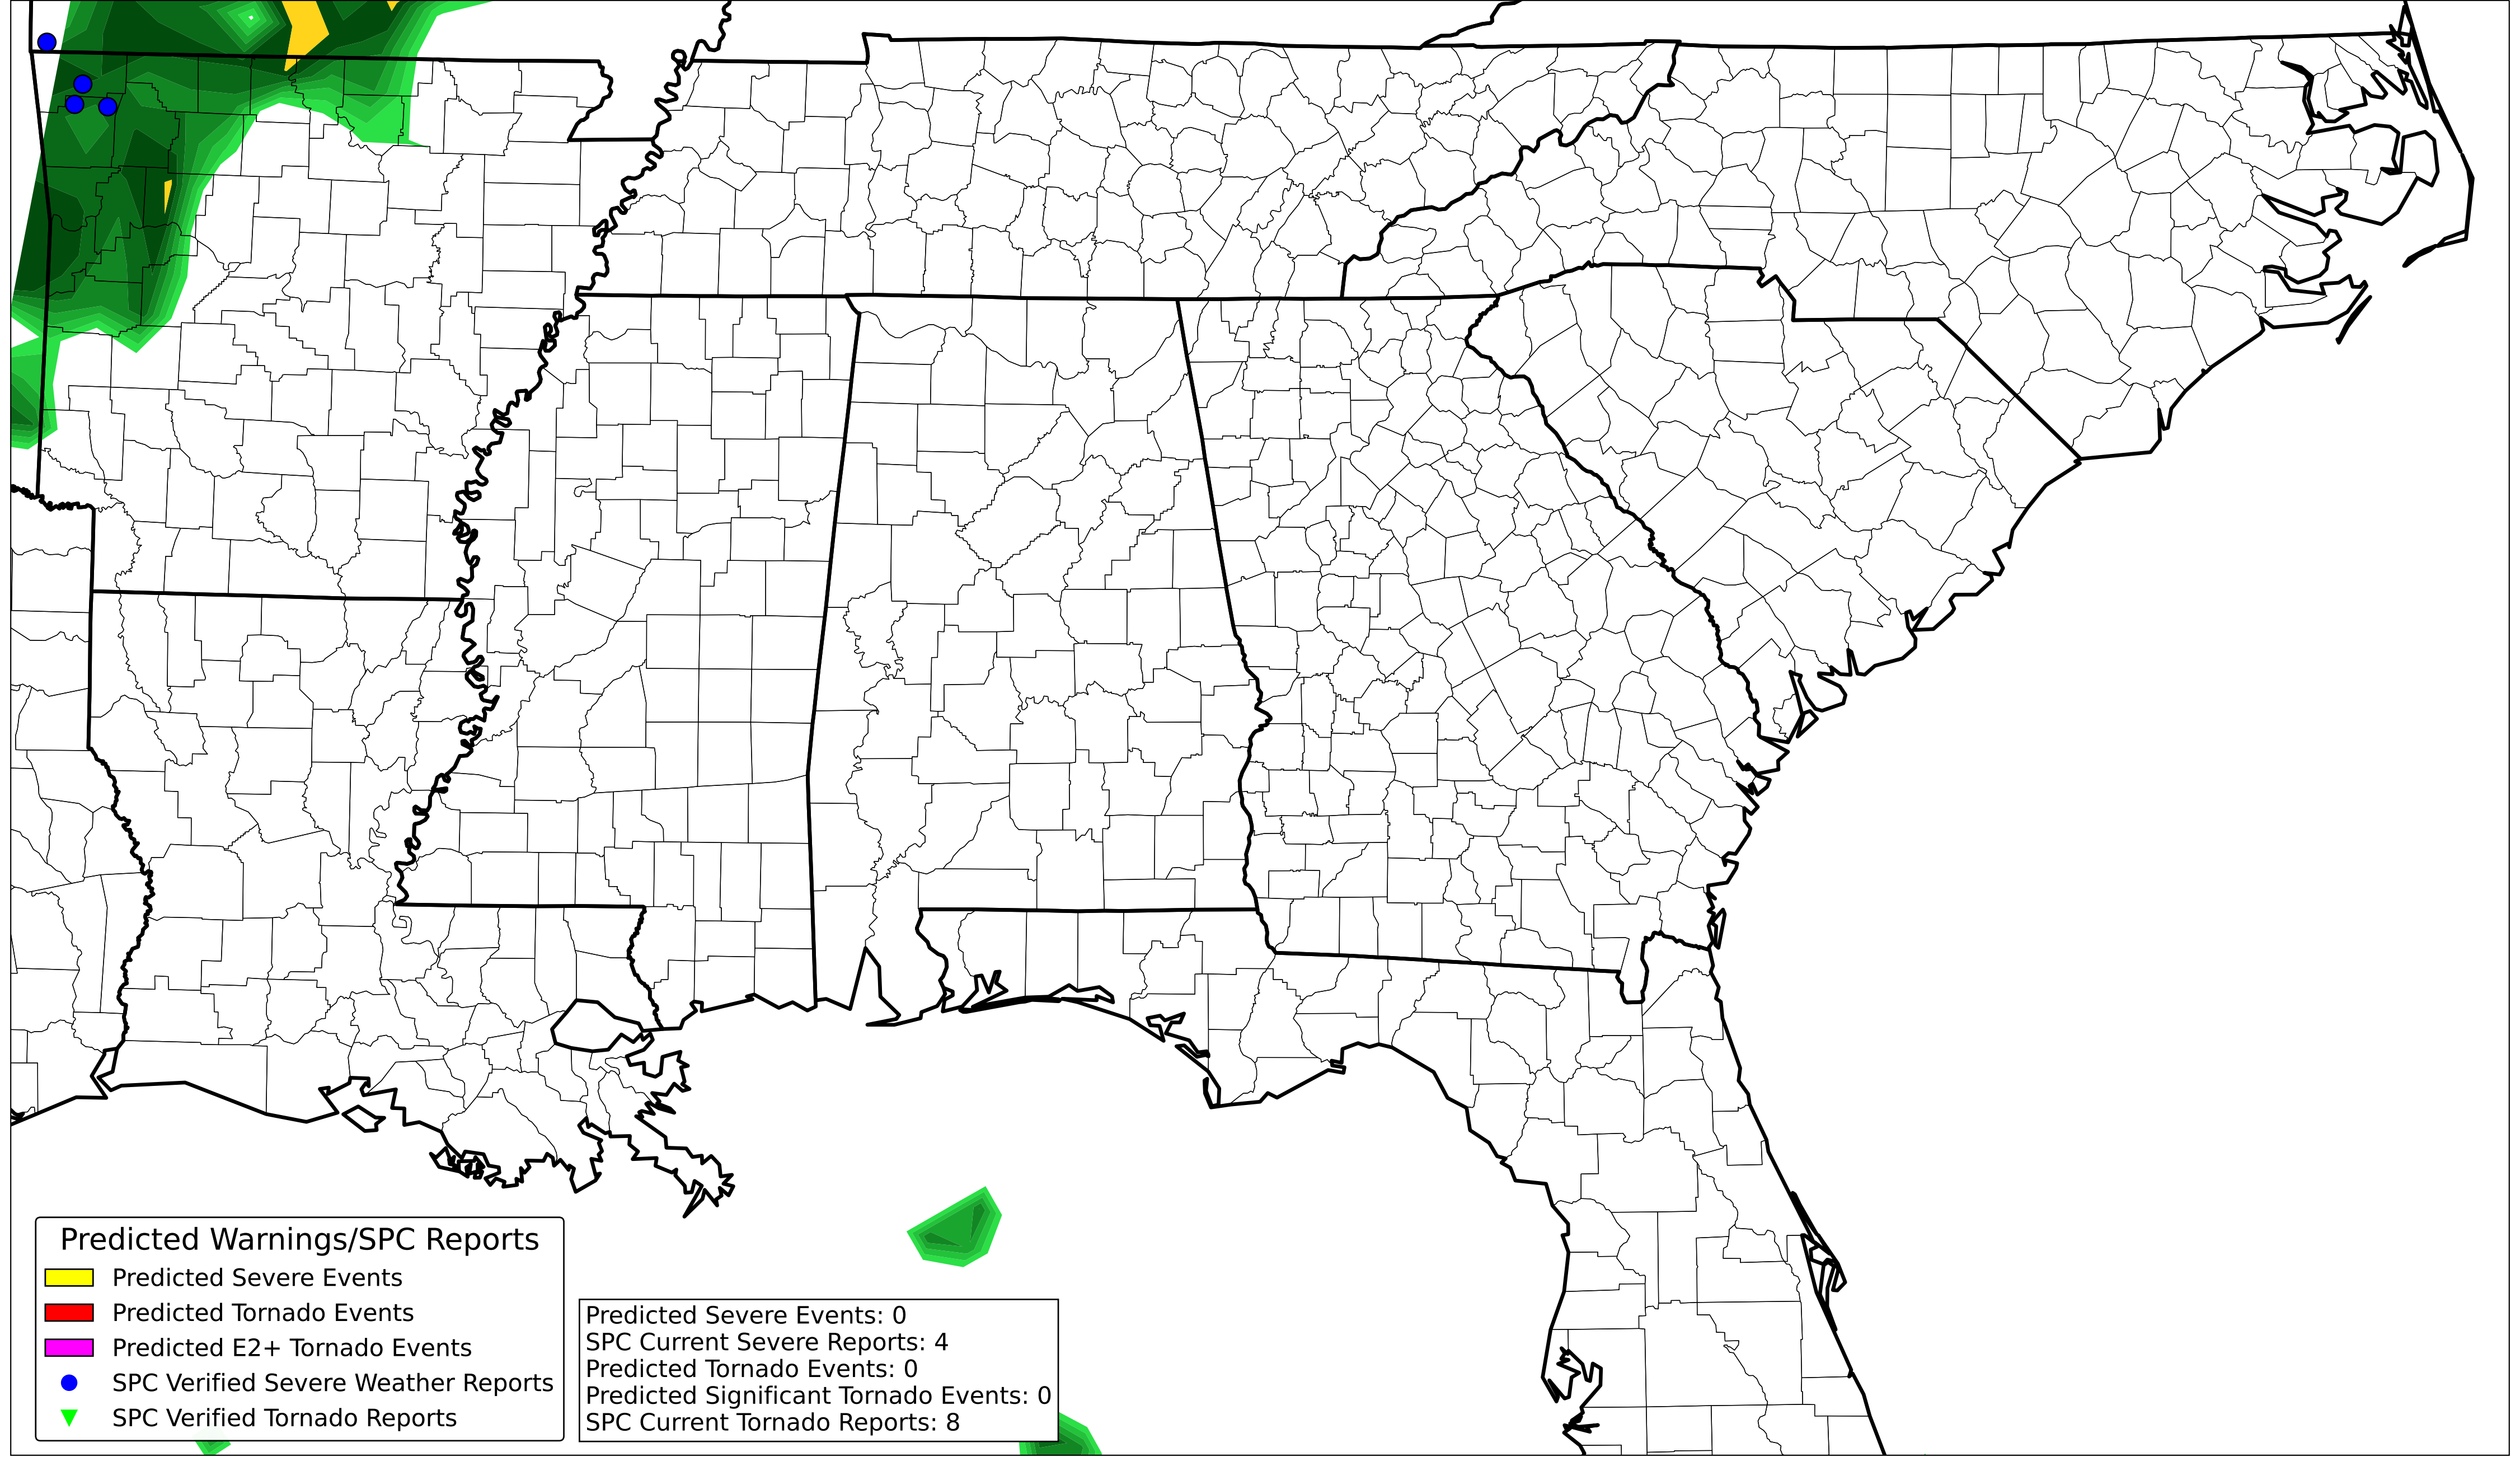 Predicted Warnings/SPC Reports
Predicted Severe Events
Predicted Tornado Events
Predicted E2+ Tornado Events
SPC Verified Severe Weather Reports
SPC Verified Tornado Reports
Predicted Severe Events: 0
SPC Current Severe Reports: 4
Predicted Tornado Events: 0
Predicted Significant Tornado Events: 0
SPC Current Tornado Reports: 8